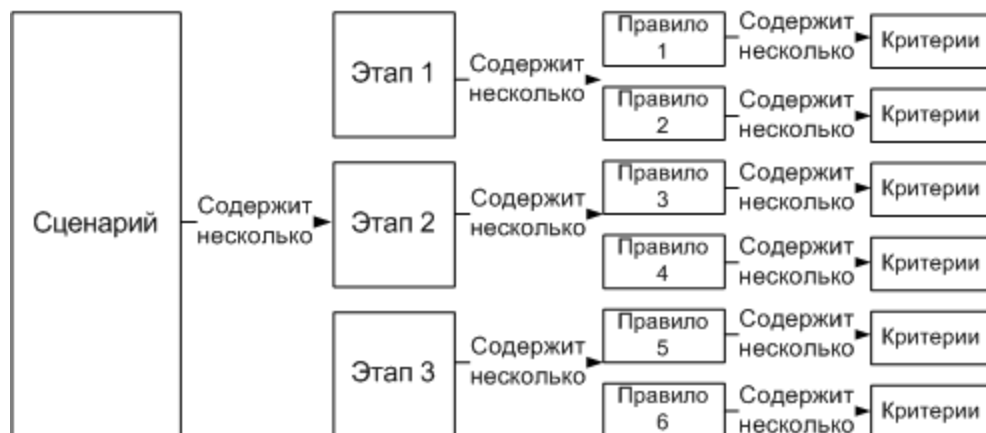 Сценарий
Содержит
несколько
Этап 1
Содержит
несколько
Правило
1
Содержит
несколько
Критерии
Правило
2
Содержит
несколько
Критерии
Этап 2
Содержит
несколько
Правило
3
Содержит
несколько
Критерии
Правило
4
Содержит
несколько
Критерии
Этап 3
Содержит
несколько
Правило
5
Содержит
несколько
Критерии
Правило
6
Содержит
несколько
Критерии